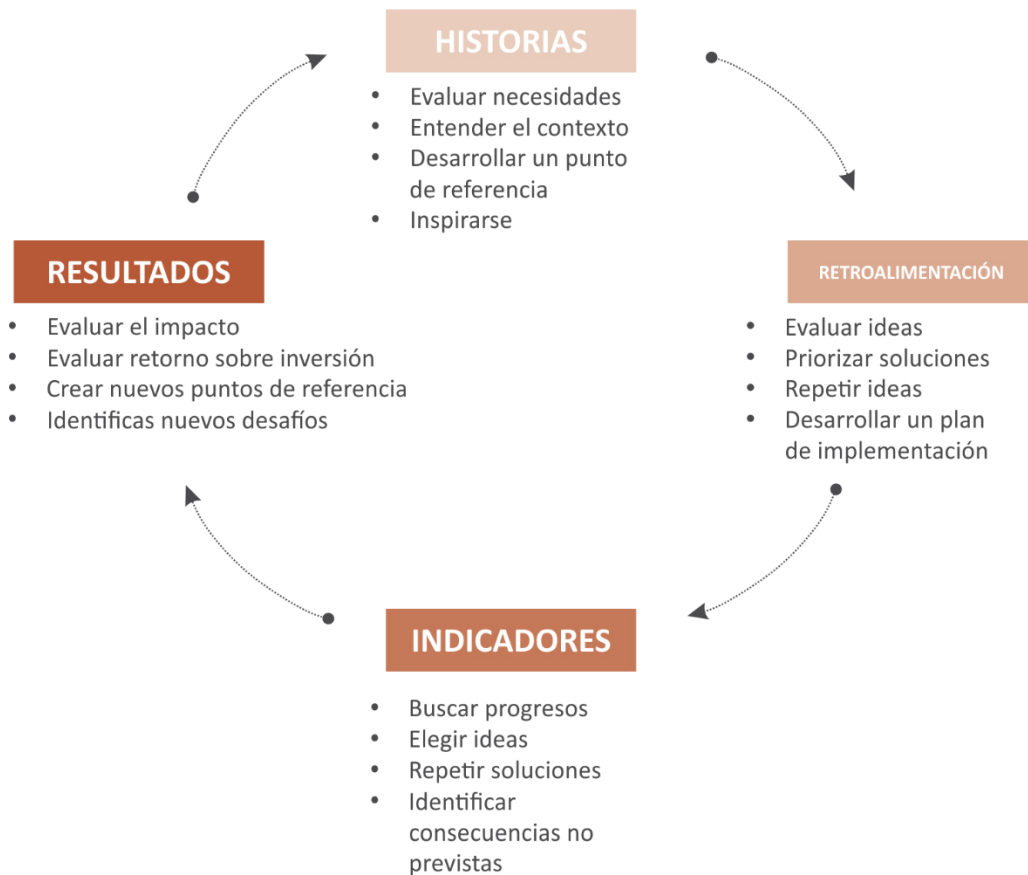 HISTORIAS
• Evaluar necesidades
• Entender el contexto
• Desarrollar un punto
de referencia
• Inspirarse
RETROALIMENTACIÓN
• Evaluar ideas
• Priorizar soluciones
• Repetir ideas
• Desarrollar un plan
de implementación
INDICADORES
• Buscar progresos
• Elegir ideas
• Repetir soluciones
• Identificar
consecuencias no
previstas
RESULTADOS
• Evaluar el impacto
• Evaluar retorno sobre inversión
• Crear nuevos puntos de referencia
• Identificas nuevos desafíos